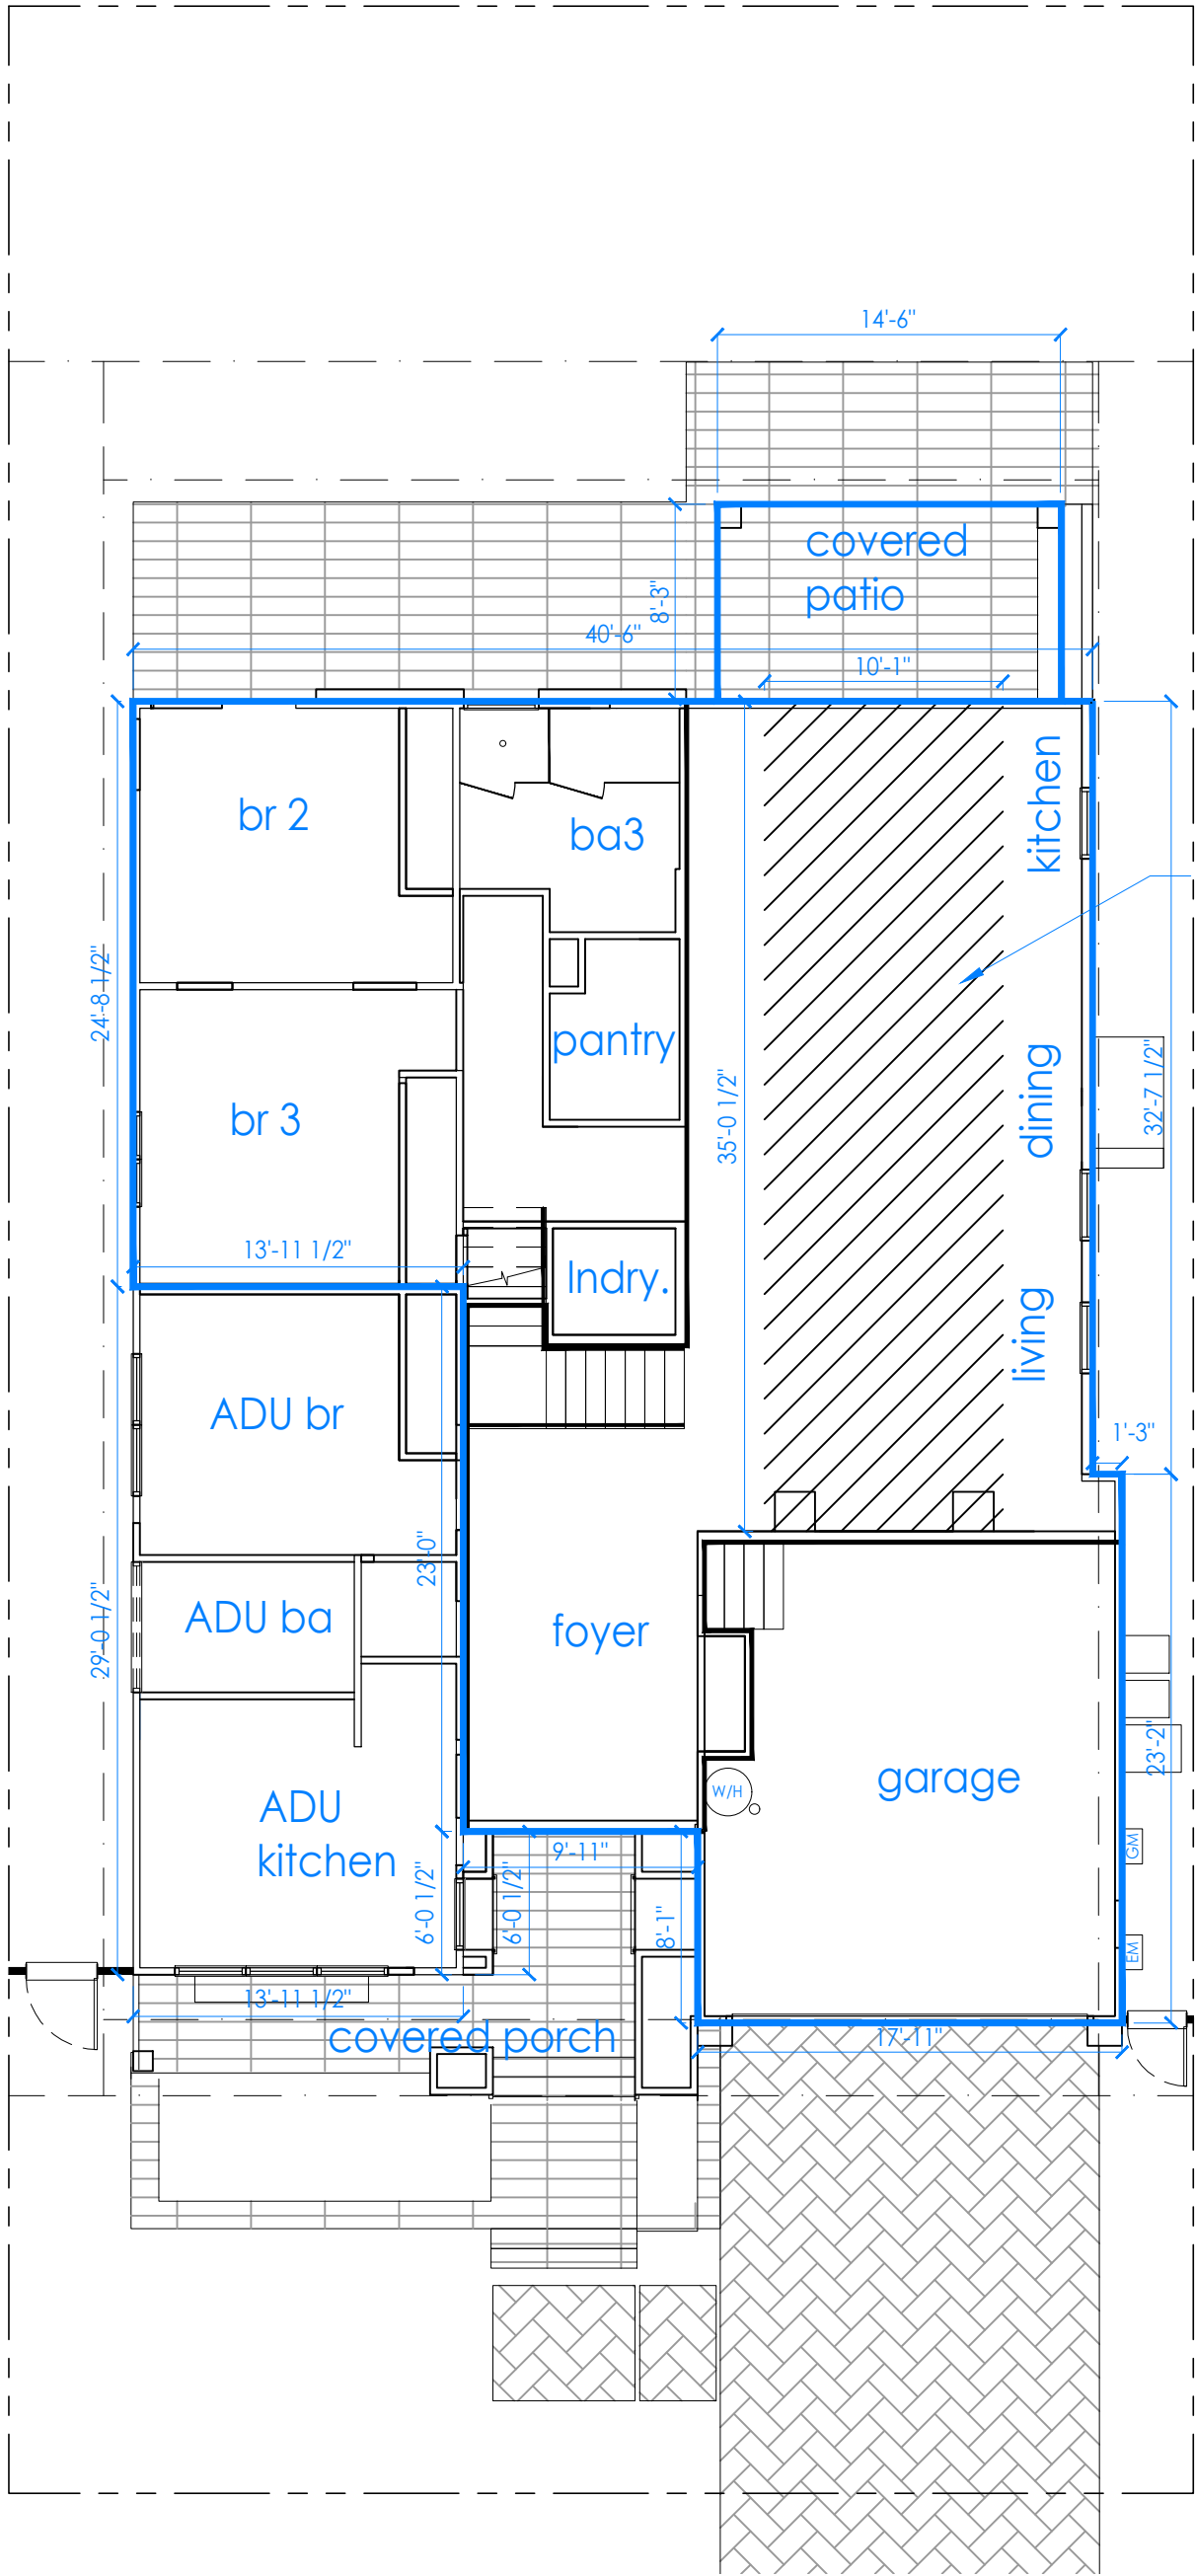 14'-6"
covered
patio
8'-3"
40'-6"
10'-1"
kitchen
br 2
ba3
24'-8 1/2"
pantry
dining
32'-7 1/2"
35'-0 1/2"
br 3
13'-11 1/2"
lndry.
living
ADU br
1'-3"
23'-0"
ADU ba
29'-0 1/2"
foyer
23'-2"
garage
W/H
ADU
kitchen
GM
9'-11"
6'-0 1/2"
6'-0 1/2"
8'-1"
EM
13'-11 1/2"
covered porch
17'-11"